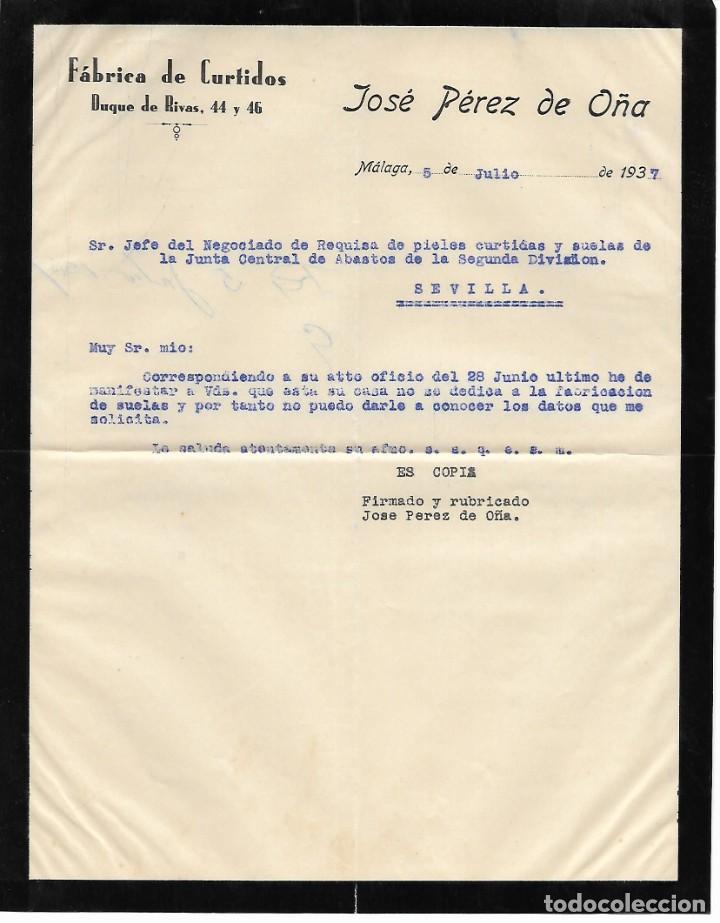 Fábrica de Curtidos
Duque de Rivas, 44 y 46
José Pérez de Oña
Málaga, 5 de Julio de 1937
Sr. Jefe del Negociado de Requisa de pieles curtidas y suelas de
la Junta Central de Abastos de la Segunda Division.
SEVILLA.
Muy Sr. mio:
Correspondiendo a su atto oficio del 28 Junio ultimo he de
manifestar a Vds. que esta su casa no se dedica a la fabricacion
de suelas y por tanto no puedo darle a conocer los datos que me
solicita.
Le saluda atentamente su afmo. s. s. q. e. s. m.
ES COPIA
Firmado y rubricado
Jose Perez de Oña.
todocoleccion